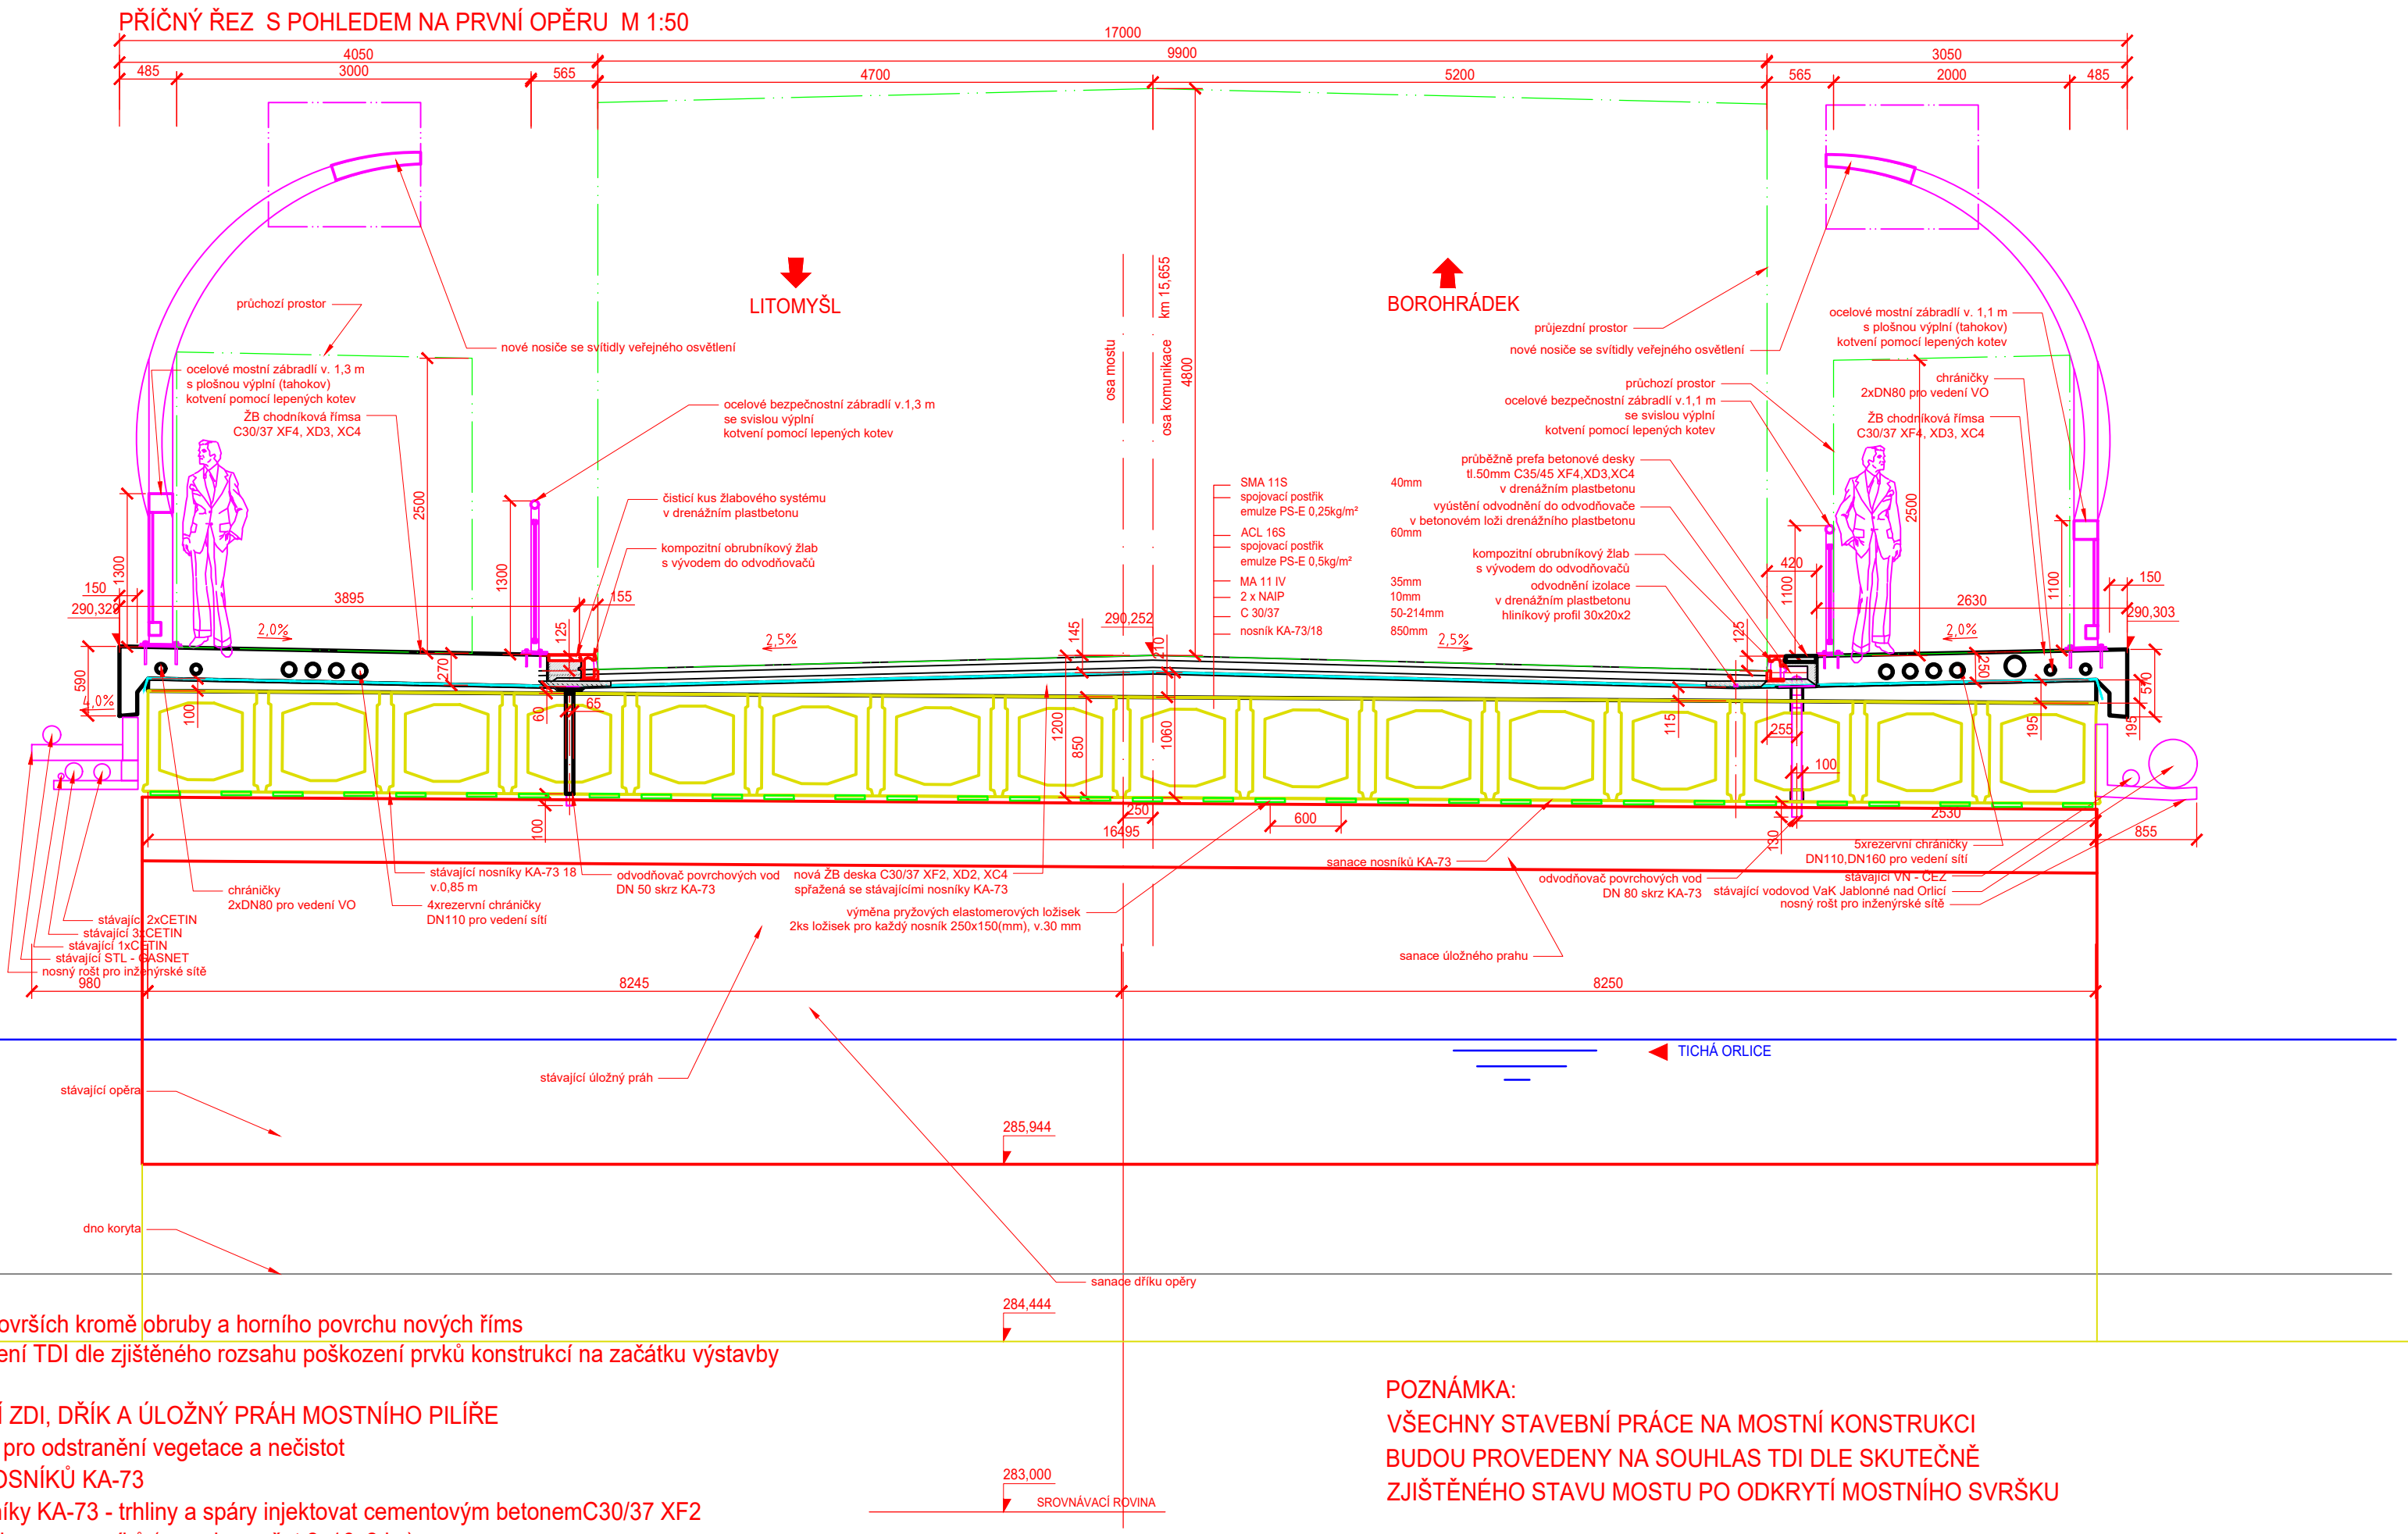 PŘÍČNÝ ŘEZ S POHLEDEM NA PRVNÍ OPĚRU M 1:50
17000
4050
9900
3050
485
3000
565
4700
5200
565
2000
485
LITOMYŠL
BOROHRÁDEK
osa mostu
osa komunikace km 15,655
4800
průchozí prostor
nové nosiče se svítidly veřejného osvětlení
ocelové mostní zábradlí v. 1,3 m
s plošnou výplní (tahokov)
kotvení pomocí lepených kotev
ŽB chodníková římsa
C30/37 XF4, XD3, XC4
2500
ocelové bezpečnostní zábradlí v.1,3 m
se svislou výplní
kotvení pomocí lepených kotev
čisticí kus žlabového systému
v drenážním plastbetonu
kompozitní obrubníkový žlab
s vývodem do odvodňovačů
průjezdní prostor
nové nosiče se svítidly veřejného osvětlení
průchozí prostor
ocelové bezpečnostní zábradlí v.1,1 m
se svislou výplní
kotvení pomocí lepených kotev
průběžně prefa betonové desky
tl.50mm C35/45 XF4,XD3,XC4
v drenážním plastbetonu
vyústění odvodnění do odvodňovače
v betonovém loži drenážního plastbetonu
kompozitní obrubníkový žlab
s vývodem do odvodňovačů
odvodnění izolace
v drenážním plastbetonu
hliníkový profil 30x20x2
ocelové mostní zábradlí v. 1,1 m
s plošnou výplní (tahokov)
kotvení pomocí lepených kotev
chráničky
2xDN80 pro vedení VO
ŽB chodníková římsa
C30/37 XF4, XD3, XC4
2500
SMA 11S 40mm
spojovací postřik
emulze PS-E 0,25kg/m²
ACL 16S 60mm
spojovací postřik
emulze PS-E 0,5kg/m²
MA 11 IV 35mm
2 x NAIP 10mm
C 30/37 50-214mm
nosník KA-73/18 850mm
1300
150
1300
3895
155
2,0%
125
2,5%
145
290,252
210
2,5%
125
420
1100
1100
150
2630
290,303
2,0%
590
4,0%
100
270
60
65
1200
850
1060
115
255
100
250
195
570
195
100
250
600
130
2530
16495
855
stávající nosníky KA-73 18
v.0,85 m
chráničky
2xDN80 pro vedení VO
4xrezervní chráničky
DN110 pro vedení sítí
odvodňovač povrchových vod
DN 50 skrz KA-73
nová ŽB deska C30/37 XF2, XD2, XC4
spřažená se stávajícími nosníky KA-73
výměna pryžových elastomerových ložisek
2ks ložisek pro každý nosník 250x150(mm), v.30 mm
sanace nosníků KA-73
odvodňovač povrchových vod
DN 80 skrz KA-73
5xrezervní chráničky
DN110,DN160 pro vedení sítí
stávající VN - ČEZ
stávající vodovod VaK Jablonné nad Orlicí
nosný rošt pro inženýrské sítě
stávající 2xCETIN
stávající 3xCETIN
stávající 1xCETIN
stávající STL - GASNET
nosný rošt pro inženýrské sítě
sanace úložného prahu
980
8245
8250
TICHÁ ORLICE
stávající úložný práh
stávající opěra
285,944
dno koryta
sanace dříku opěry
284,444
ovrších kromě obruby a horního povrchu nových říms
ení TDI dle zjištěného rozsahu poškození prvků konstrukcí na začátku výstavby
Í ZDI, DŘÍK A ÚLOŽNÝ PRÁH MOSTNÍHO PILÍŘE
pro odstranění vegetace a nečistot
OSNÍKŮ KA-73
íky KA-73 - trhliny a spáry injektovat cementovým betonemC30/37 XF2
283,000
SROVNÁVACÍ ROVINA
POZNÁMKA:
VŠECHNY STAVEBNÍ PRÁCE NA MOSTNÍ KONSTRUKCI
BUDOU PROVEDENY NA SOUHLAS TDI DLE SKUTEČNĚ
ZJIŠTĚNÉHO STAVU MOSTU PO ODKRYTÍ MOSTNÍHO SVRŠKU